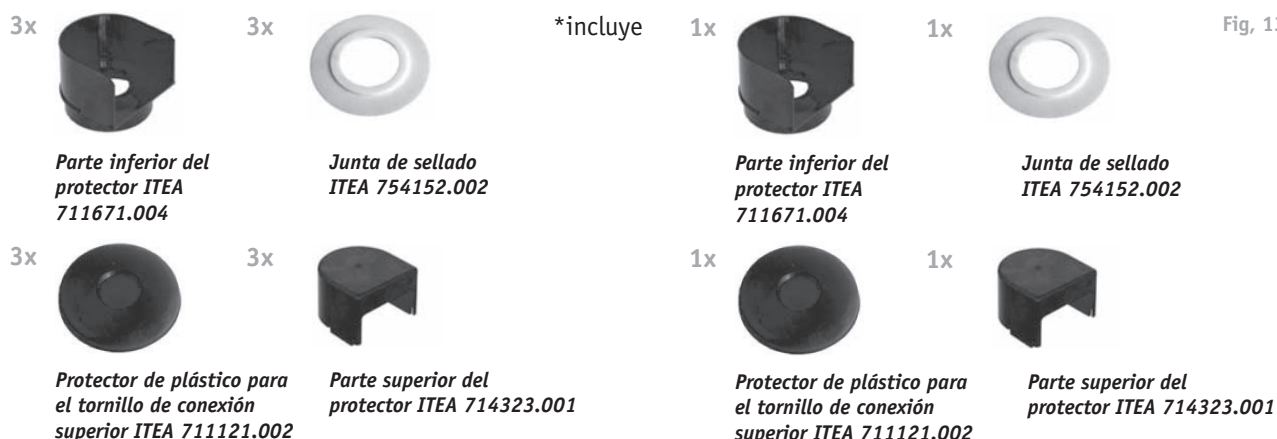 3x
3x
*incluye
1x
1x
Fig, 11
Parte inferior del
protector ITEA
711671.004
Junta de sellado
ITEA 754152.002
Parte inferior del
protector ITEA
711671.004
Junta de sellado
ITEA 754152.002
3x
3x
1x
1x
Protector de plástico para
el tornillo de conexión
superior ITEA 711121.002
Parte superior del
protector ITEA 714323.001
Protector de plástico para
el tornillo de conexión
superior ITEA 711121.002
Parte superior del
protector ITEA 714323.001